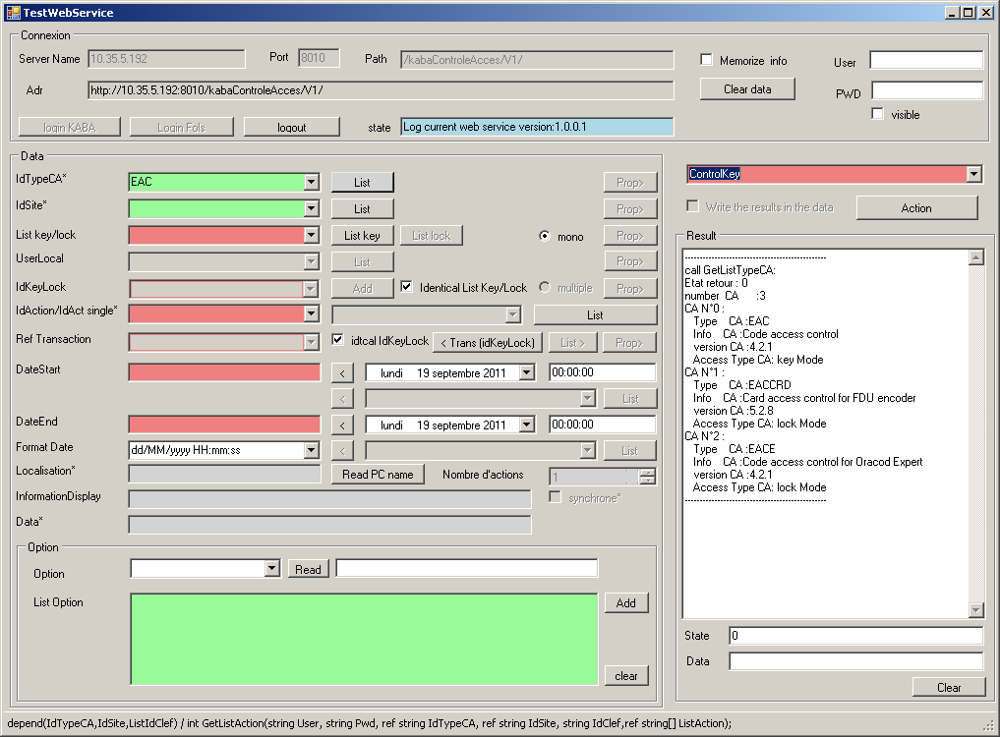 TestWebService
Connexion
Server Name 10.35.5.192 Port 8010 Path /kabaControleAcces/V1/ Memorize info User
Adr http://10.35.5.192:8010/kabaControleAcces/V1/ Clear data PWD
visible
login KABA Login Fols logout state Log current web service version:1.0.0.1
Data
IdTypeCA* EAC List Prop>
IdSite* List Prop>
List key/lock List key List lock mono Prop>
UserLocal List Prop>
IdKeyLock Add Identical List Key/Lock multiple Prop>
IdAction/IdAct single* List
Ref Transaction idtcal IdKeyLock < Trans (idKeyLock) List > Prop>
DateStart < lundi 19 septembre 2011 00:00:00
< List
DateEnd < lundi 19 septembre 2011 00:00:00
Format Date dd/MM/yyyy HH:mm:ss < List
Localisation* Read PC name Nombre d'actions 1
InformationDisplay synchrone*
Data*
Option
Option Read
List Option Add
clear
ControlKey
Write the results in the data Action
Result
------------------------------------------------
call GetListTypeCA:
Etat retour : 0
number CA :3
CA N°0 :
Type CA :EAC
Info CA :Code access control
version CA :4.2.1
Access Type CA: key Mode
CA N°1 :
Type CA :EACCRD
Info CA :Card access control for FDU encoder
version CA :5.2.8
Access Type CA: lock Mode
CA N°2 :
Type CA :EACE
Info CA :Code access control for Oracod Expert
version CA :4.2.1
Access Type CA: lock Mode
------------------------------------------------
State 0
Data
Clear
depend(IdTypeCA,IdSite,ListIdClef) / int GetListAction(string User, string Pwd, ref string IdTypeCA, ref string IdSite, string IdClef,ref string[] ListAction);